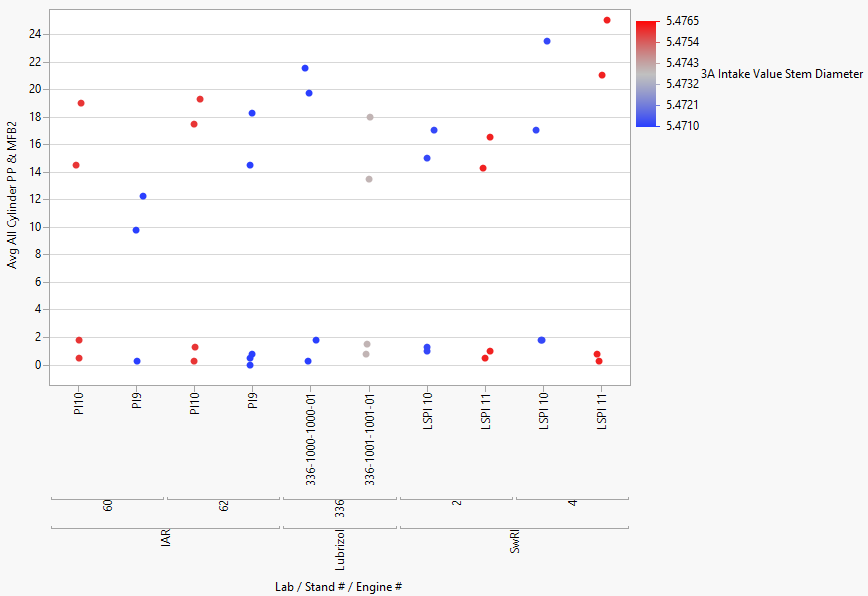 Avg All Cylinder PP & MFB2
24
22
20
18
16
14
12
10
8
6
4
2
0
5.4765
5.4754
5.4743
5.4732
5.4721
5.4710
3A Intake Value Stem Diameter
PI10
PI9
PI10
PI9
336-1000-1000-01
336-1001-1001-01
LSPI 10
LSPI 11
LSPI 10
LSPI 11
60
62
336
2
4
IAR
Lubrizol
SwRI
Lab / Stand # / Engine #